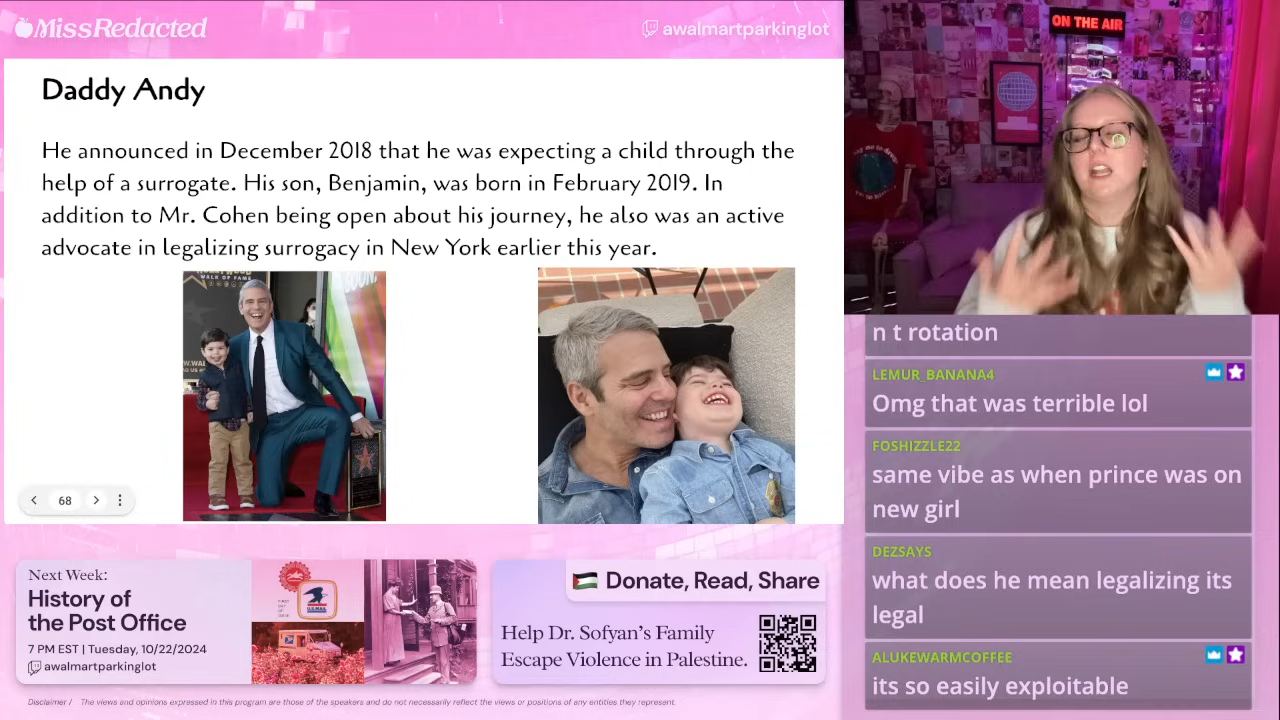 MissRedacted
awalmartparkinglot
Daddy Andy
He announced in December 2018 that he was expecting a child through the
help of a surrogate. His son, Benjamin, was born in February 2019. In
addition to Mr. Cohen being open about his journey, he also was an active
advocate in legalizing surrogacy in New York earlier this year.
WALK OF FAME
68
ON THE AIR
n t rotation
LEMUR_BANANA4
Omg that was terrible lol
FOSHIZZLE22
same vibe as when prince was on
new girl
DEZSAYS
what does he mean legalizing its
legal
ALUKEWARMCOFFEE
its so easily exploitable
Next Week:
History of
the Post Office
7 PM EST | Tuesday, 10/22/2024
awalmartparkinglot
U.S.MAIL
Donate, Read, Share
Help Dr. Sofyan's Family
Escape Violence in Palestine.
Disclaimer / The views and opinions expressed in this program are those of the speakers and do not necessarily reflect the views or positions of any entities they represent.